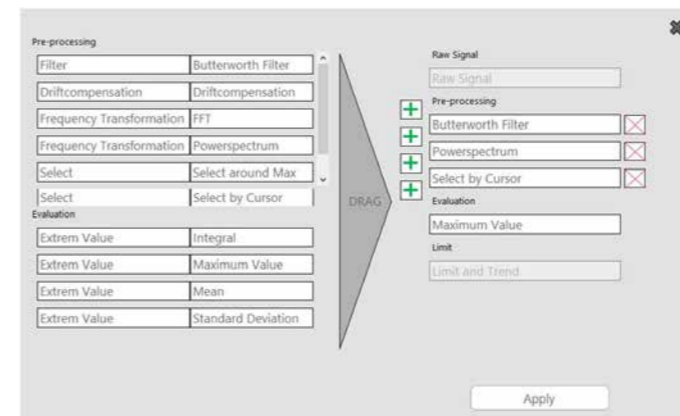 Pre-processing
Filter Butterworth Filter
Driftcompensation Driftcompensation
Frequency Transformation FFT
Frequency Transformation Powerspectrum
Select Select around Max
Select Select by Cursor
Evaluation
Extrem Value Integral
Extrem Value Maximum Value
Extrem Value Mean
Extrem Value Standard Deviation
DRAG
Raw Signal
Raw Signal
Pre-processing
Butterworth Filter
Powerspectrum
Select by Cursor
Evaluation
Maximum Value
Limit
Limit and Trend
Apply